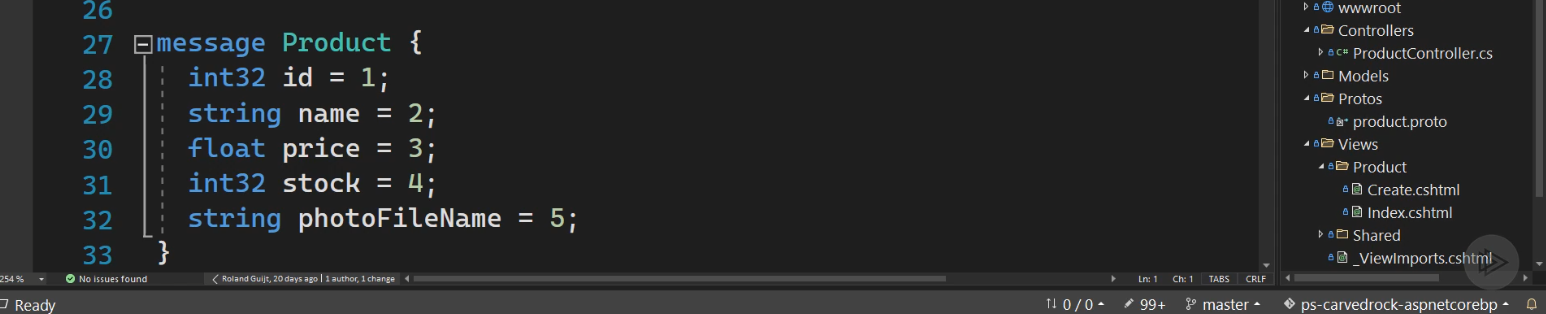 26
27 message Product {
28 int32 id = 1;
29 string name = 2;
30 float price = 3;
31 int32 stock = 4;
32 string photoFileName = 5;
33 }
254 % No issues found Roland Guijt, 20 days ago | 1 author, 1 change Ln: 1 Ch: 1 TABS CRLF
wwwroot
Controllers
C# ProductController.cs
Models
Protos
product.proto
Views
Product
Create.cshtml
Index.cshtml
Shared
_ViewImports.cshtml
Ready 0 / 0 99+ master ps-carvedrock-aspnetcorebp